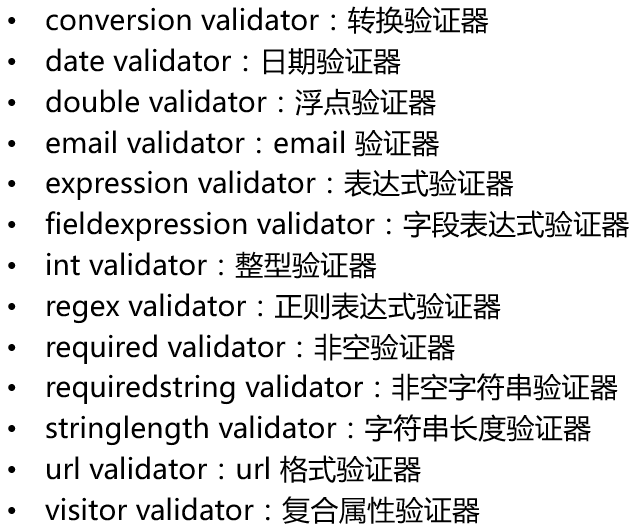 • conversion validator：转换验证器
• date validator：日期验证器
• double validator：浮点验证器
• email validator：email 验证器
• expression validator：表达式验证器
• fieldexpression validator：字段表达式验证器
• int validator：整型验证器
• regex validator：正则表达式验证器
• required validator：非空验证器
• requiredstring validator：非空字符串验证器
• stringlength validator：字符串长度验证器
• url validator：url 格式验证器
• visitor validator：复合属性验证器